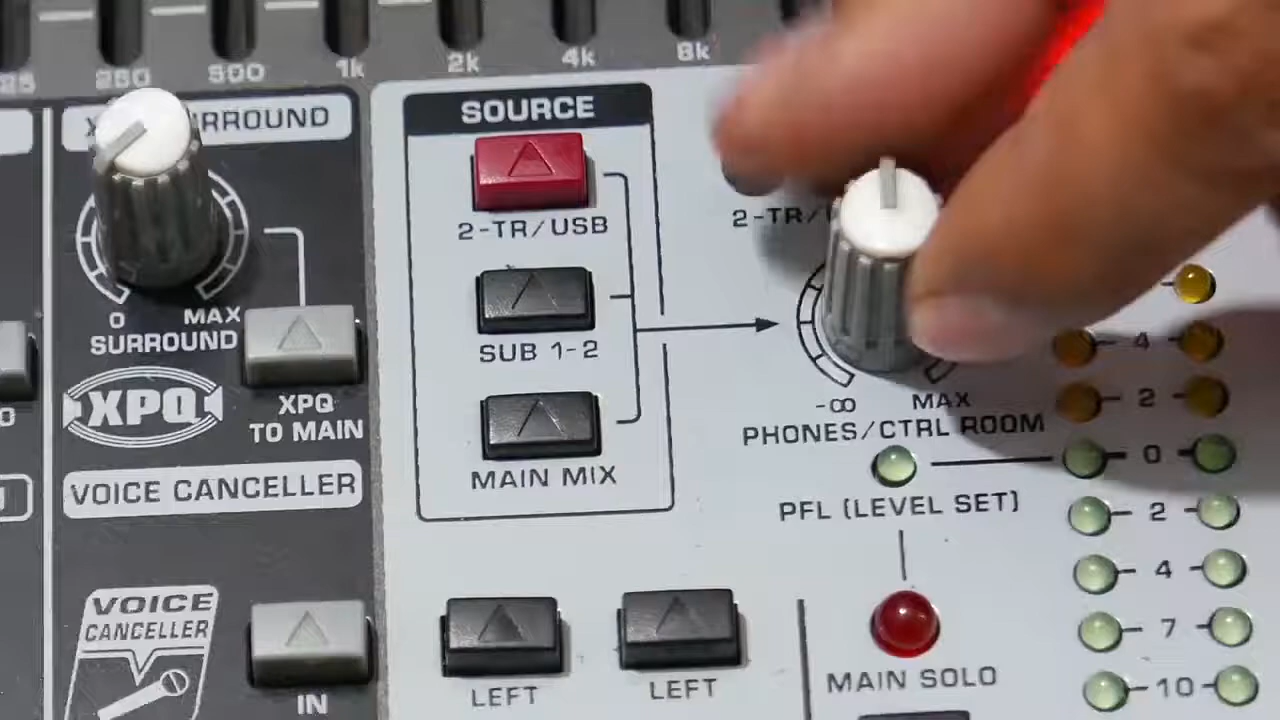 250 500 1k 2k 4k 8k
SOURCE
2-TR/USB
2-TR/
0 MAX
SURROUND
SUB 1-2
XPQ
XPQ
TO MAIN
MAIN MIX
-∞ MAX
PHONES/CTRL ROOM
4
2
0
PFL (LEVEL SET)
2
4
7
10
VOICE CANCELLER
VOICE
CANCELLER
IN
LEFT
LEFT
MAIN SOLO